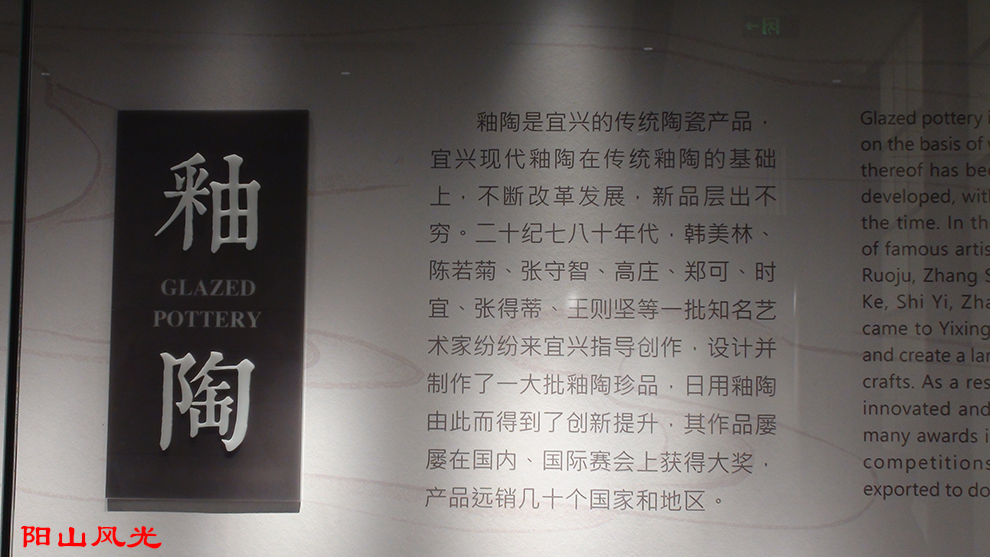 釉
GLAZED
POTTERY
陶
釉陶是宜兴的传统陶瓷产品，
宜兴现代釉陶在传统釉陶的基础
上，不断改革发展，新品层出不
穷。二十纪七八十年代，韩美林、
陈若菊、张守智、高庄、郑可、时
宜、张得蒂、王则坚等一批知名艺
术家纷纷来宜兴指导创作，设计并
制作了一大批釉陶珍品，日用釉陶
由此而得到了创新提升，其作品屡
屡在国内、国际赛会上获得大奖，
产品远销几十个国家和地区。
Glazed pottery
on the basis of
thereof has
developed,
the time. In
of famous
Ruoju, Zhang
Ke, Shi Yi,
came to Yixing
and create a
crafts. As a
innovated and
many awards
competitions
exported to
阳山风光